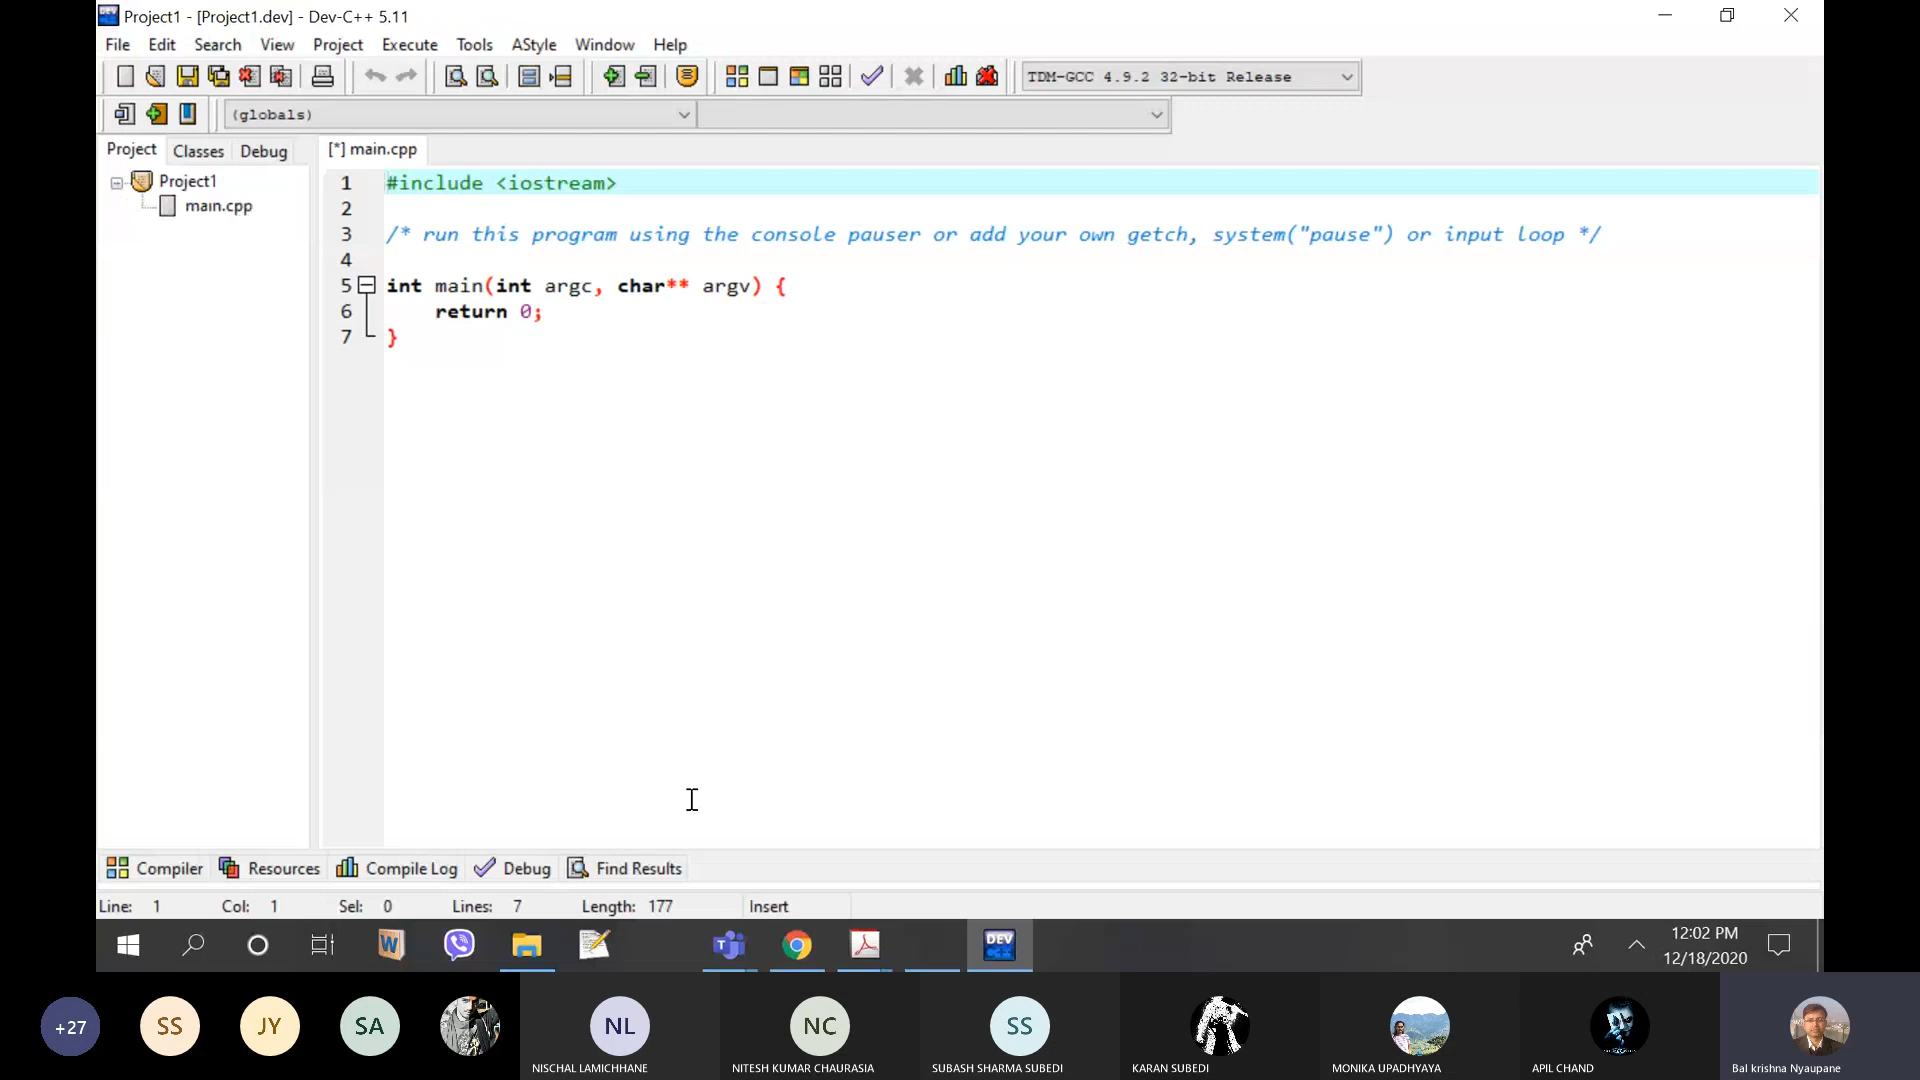 Project1 - [Project1.dev] - Dev-C++ 5.11
File Edit Search View Project Execute Tools AStyle Window Help
TDM-GCC 4.9.2 32-bit Release
(globals)
Project Classes Debug
[*] main.cpp
Project1
main.cpp
1 #include <iostream>
2
3 /* run this program using the console pauser or add your own getch, system("pause") or input loop */
4
5 int main(int argc, char** argv) {
6 return 0;
7 }
Compiler Resources Compile Log Debug Find Results
Line: 1 Col: 1 Sel: 0 Lines: 7 Length: 177 Insert
W T DEV C++
12:02 PM
12/18/2020
+27 SS JY SA NL NC SS
NISCHAL LAMICHHANE NITESH KUMAR CHAURASIA SUBASH SHARMA SUBEDI KARAN SUBEDI MONIKA UPADHYAYA APIL CHAND Bal krishna Nyaupane